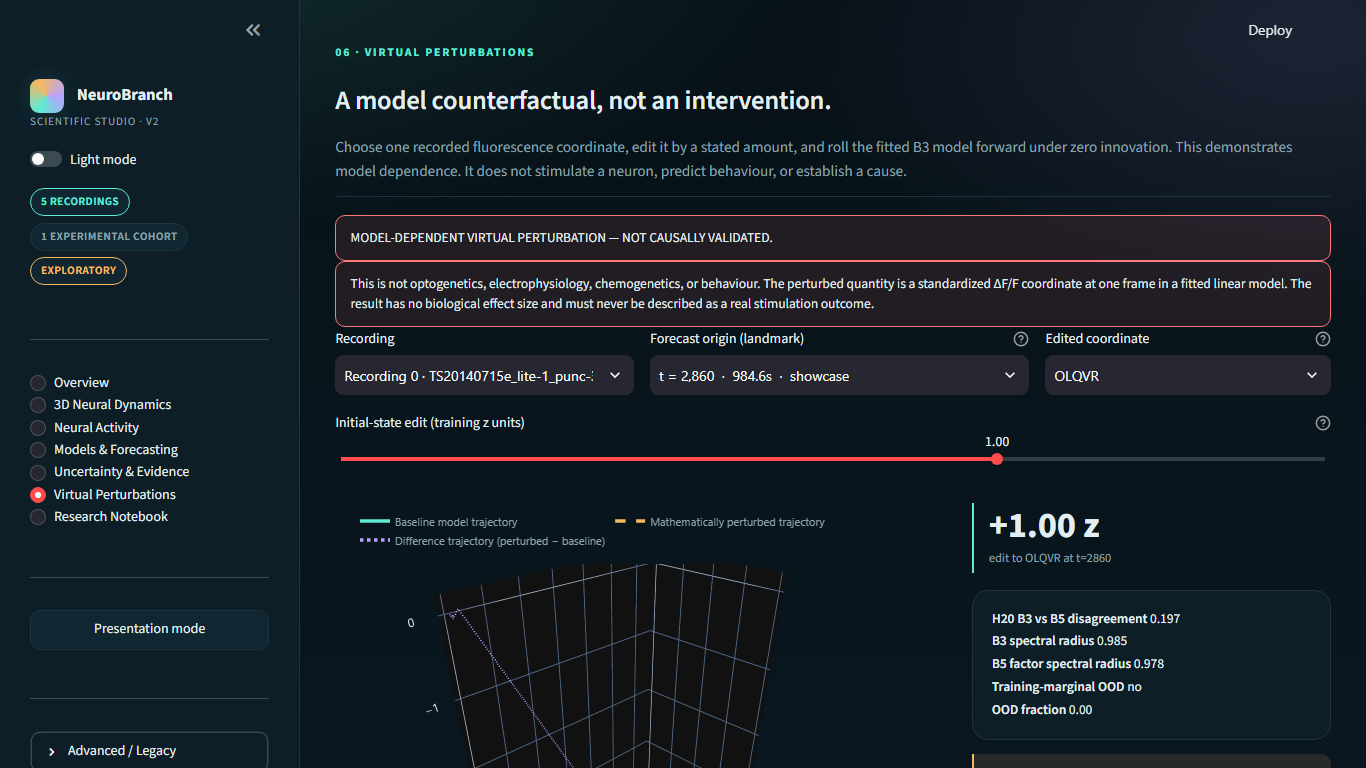 Deploy
NeuroBranch
SCIENTIFIC STUDIO · V2
Light mode
5 RECORDINGS
1 EXPERIMENTAL COHORT
EXPLORATORY
Overview
3D Neural Dynamics
Neural Activity
Models & Forecasting
Uncertainty & Evidence
Virtual Perturbations
Research Notebook
Presentation mode
Advanced / Legacy
06 · VIRTUAL PERTURBATIONS
A model counterfactual, not an intervention.
Choose one recorded fluorescence coordinate, edit it by a stated amount, and roll the fitted B3 model forward under zero innovation. This demonstrates
model dependence. It does not stimulate a neuron, predict behaviour, or establish a cause.
MODEL-DEPENDENT VIRTUAL PERTURBATION — NOT CAUSALLY VALIDATED.
This is not optogenetics, electrophysiology, chemogenetics, or behaviour. The perturbed quantity is a standardized ΔF/F coordinate at one frame in a fitted linear model. The
result has no biological effect size and must never be described as a real stimulation outcome.
Recording
Forecast origin (landmark)
Edited coordinate
Recording 0 · TS20140715e_lite-1_punc-
t = 2,860 · 984.6s · showcase
OLQVR
Initial-state edit (training z units)
1.00
Baseline model trajectory
Mathematically perturbed trajectory
Difference trajectory (perturbed − baseline)
0
−1
+1.00 z
edit to OLQVR at t=2860
H20 B3 vs B5 disagreement 0.197
B3 spectral radius 0.985
B5 factor spectral radius 0.978
Training-marginal OOD no
OOD fraction 0.00